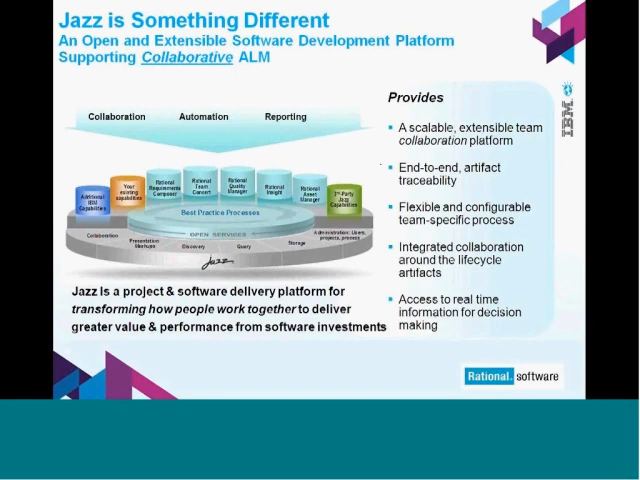 Jazz is Something Different
An Open and Extensible Software Development Platform
Supporting Collaborative ALM
Collaboration Automation Reporting
Additional IBM Capabilities
Your existing capabilities
Rational Requirements Composer
Rational Team Concert
Rational Quality Manager
Rational Insight
Rational Asset Manager
3rd-Party Jazz Capabilities
Best Practice Processes
OPEN SERVICES
Collaboration
Presentation: Mashups
Discovery
Query
Storage
Administration: Users, projects, process
Jazz
Jazz is a project & software delivery platform for
transforming how people work together to deliver
greater value & performance from software investments
Provides
A scalable, extensible team
collaboration platform
End-to-end, artifact
traceability
Flexible and configurable
team-specific process
Integrated collaboration
around the lifecycle
artifacts
Access to real time
information for decision
making
IBM
Rational. software